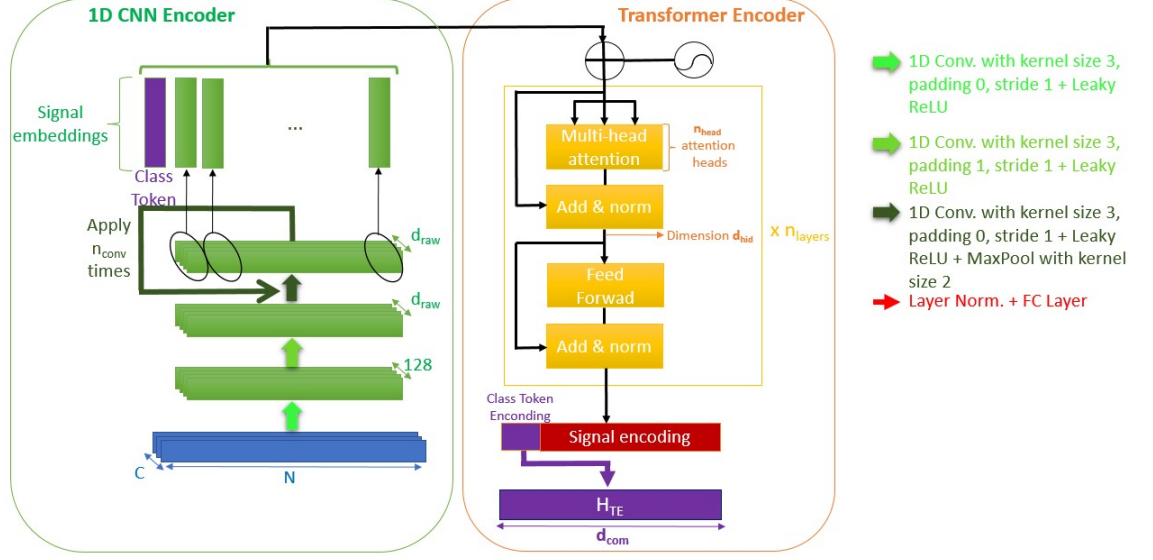 1D CNN Encoder
Signal
embeddings
...
Class
Token
Apply
nconv
times
draw
draw
128
C
N
Transformer Encoder
Multi-head
attention
nhead
attention
heads
Add & norm
Dimension dhid
x nlayers
Feed
Forwad
Add & norm
Class Token
Enconding
Signal encoding
HTE
dcom
1D Conv. with kernel size 3,
padding 0, stride 1 + Leaky
ReLU
1D Conv. with kernel size 3,
padding 1, stride 1 + Leaky
ReLU
1D Conv. with kernel size 3,
padding 0, stride 1 + Leaky
ReLU + MaxPool with kernel
size 2
Layer Norm. + FC Layer